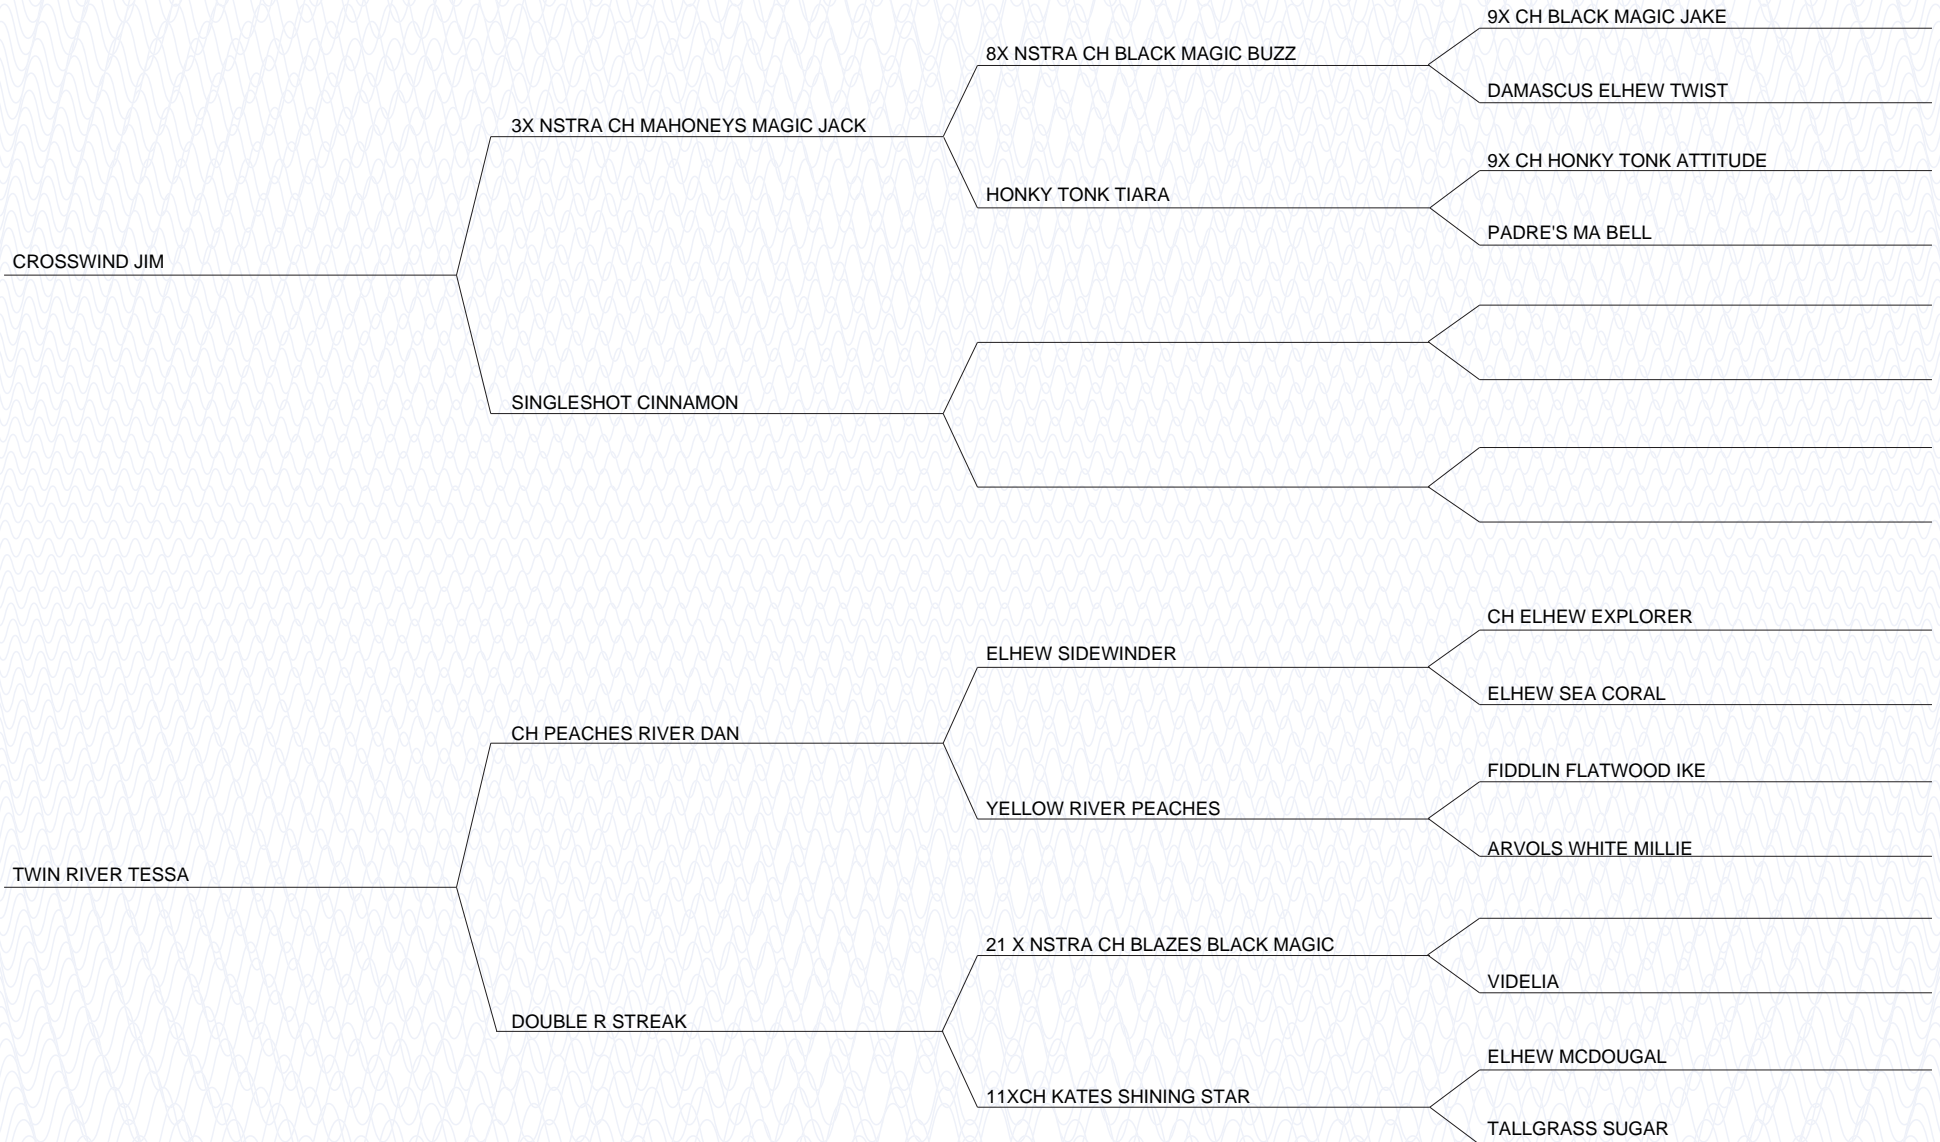 9X CH BLACK MAGIC JAKE
8X NSTRA CH BLACK MAGIC BUZZ
DAMASCUS ELHEW TWIST
3X NSTRA CH MAHONEYS MAGIC JACK
9X CH HONKY TONK ATTITUDE
HONKY TONK TIARA
PADRE'S MA BELL
CROSSWIND JIM
SINGLESHOT CINNAMON
CH ELHEW EXPLORER
ELHEW SIDEWINDER
ELHEW SEA CORAL
CH PEACHES RIVER DAN
FIDDLIN FLATWOOD IKE
YELLOW RIVER PEACHES
ARVOLS WHITE MILLIE
TWIN RIVER TESSA
21 X NSTRA CH BLAZES BLACK MAGIC
VIDELIA
DOUBLE R STREAK
ELHEW MCDOUGAL
11XCH KATES SHINING STAR
TALLGRASS SUGAR